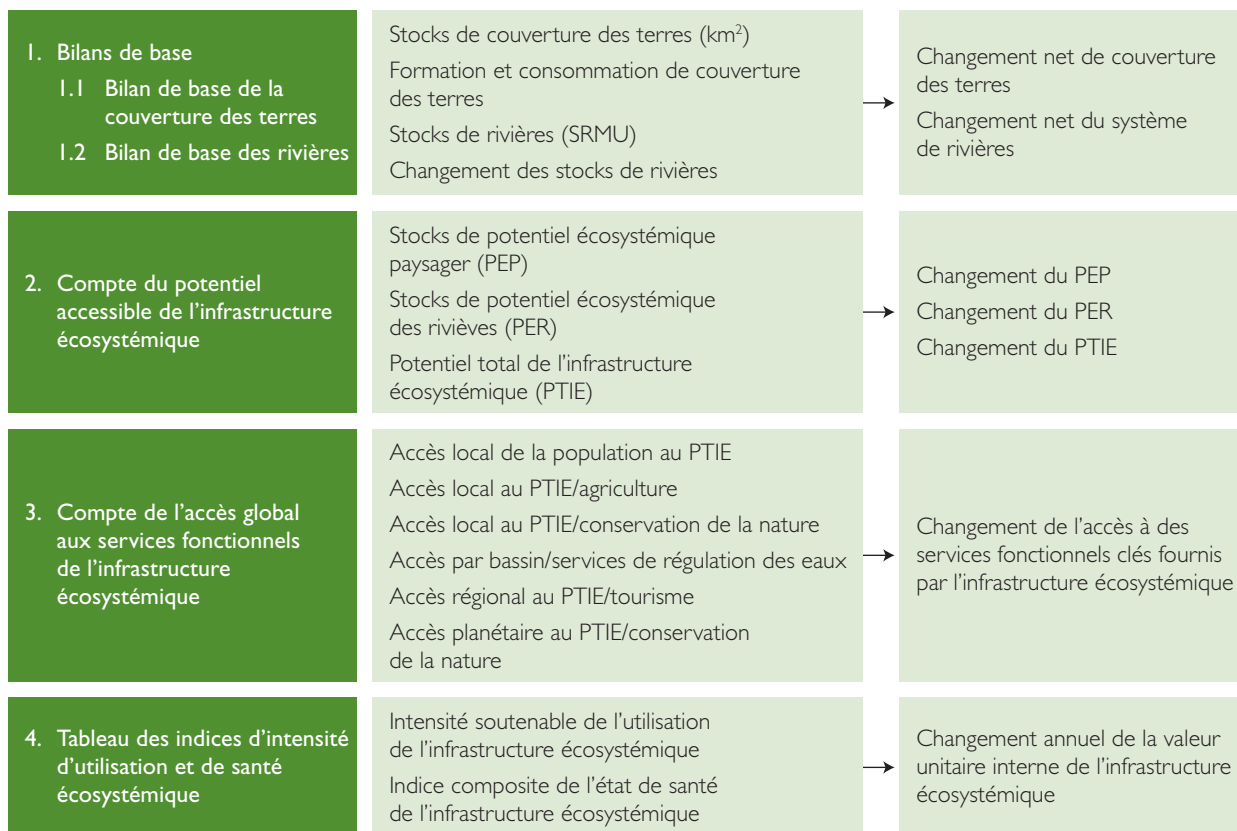 1. Bilans de base
1.1 Bilan de base de la
couverture des terres
1.2 Bilan de base des rivières
Stocks de couverture des terres (km²)
Formation et consommation de couverture
des terres
Stocks de rivières (SRMU)
Changement des stocks de rivières
Changement net de couverture
des terres
Changement net du système
de rivières
2. Compte du potentiel
accessible de l’infrastructure
écosystémique
Stocks de potentiel écosystémique
paysager (PEP)
Stocks de potentiel écosystémique
des rivièves (PER)
Potentiel total de l’infrastructure
écosystémique (PTIE)
Changement du PEP
Changement du PER
Changement du PTIE
3. Compte de l’accès global
aux services fonctionnels
de l’infrastructure
écosystémique
Accès local de la population au PTIE
Accès local au PTIE/agriculture
Accès local au PTIE/conservation de la nature
Accès par bassin/services de régulation des eaux
Accès régional au PTIE/tourisme
Accès planétaire au PTIE/conservation
de la nature
Changement de l’accès à des
services fonctionnels clés fournis
par l’infrastructure écosystémique
4. Tableau des indices d’intensité
d’utilisation et de santé
écosystémique
Intensité soutenable de l’utilisation
de l’infrastructure écosystémique
Indice composite de l’état de santé
de l’infrastructure écosystémique
Changement annuel de la valeur
unitaire interne de l’infrastructure
écosystémique